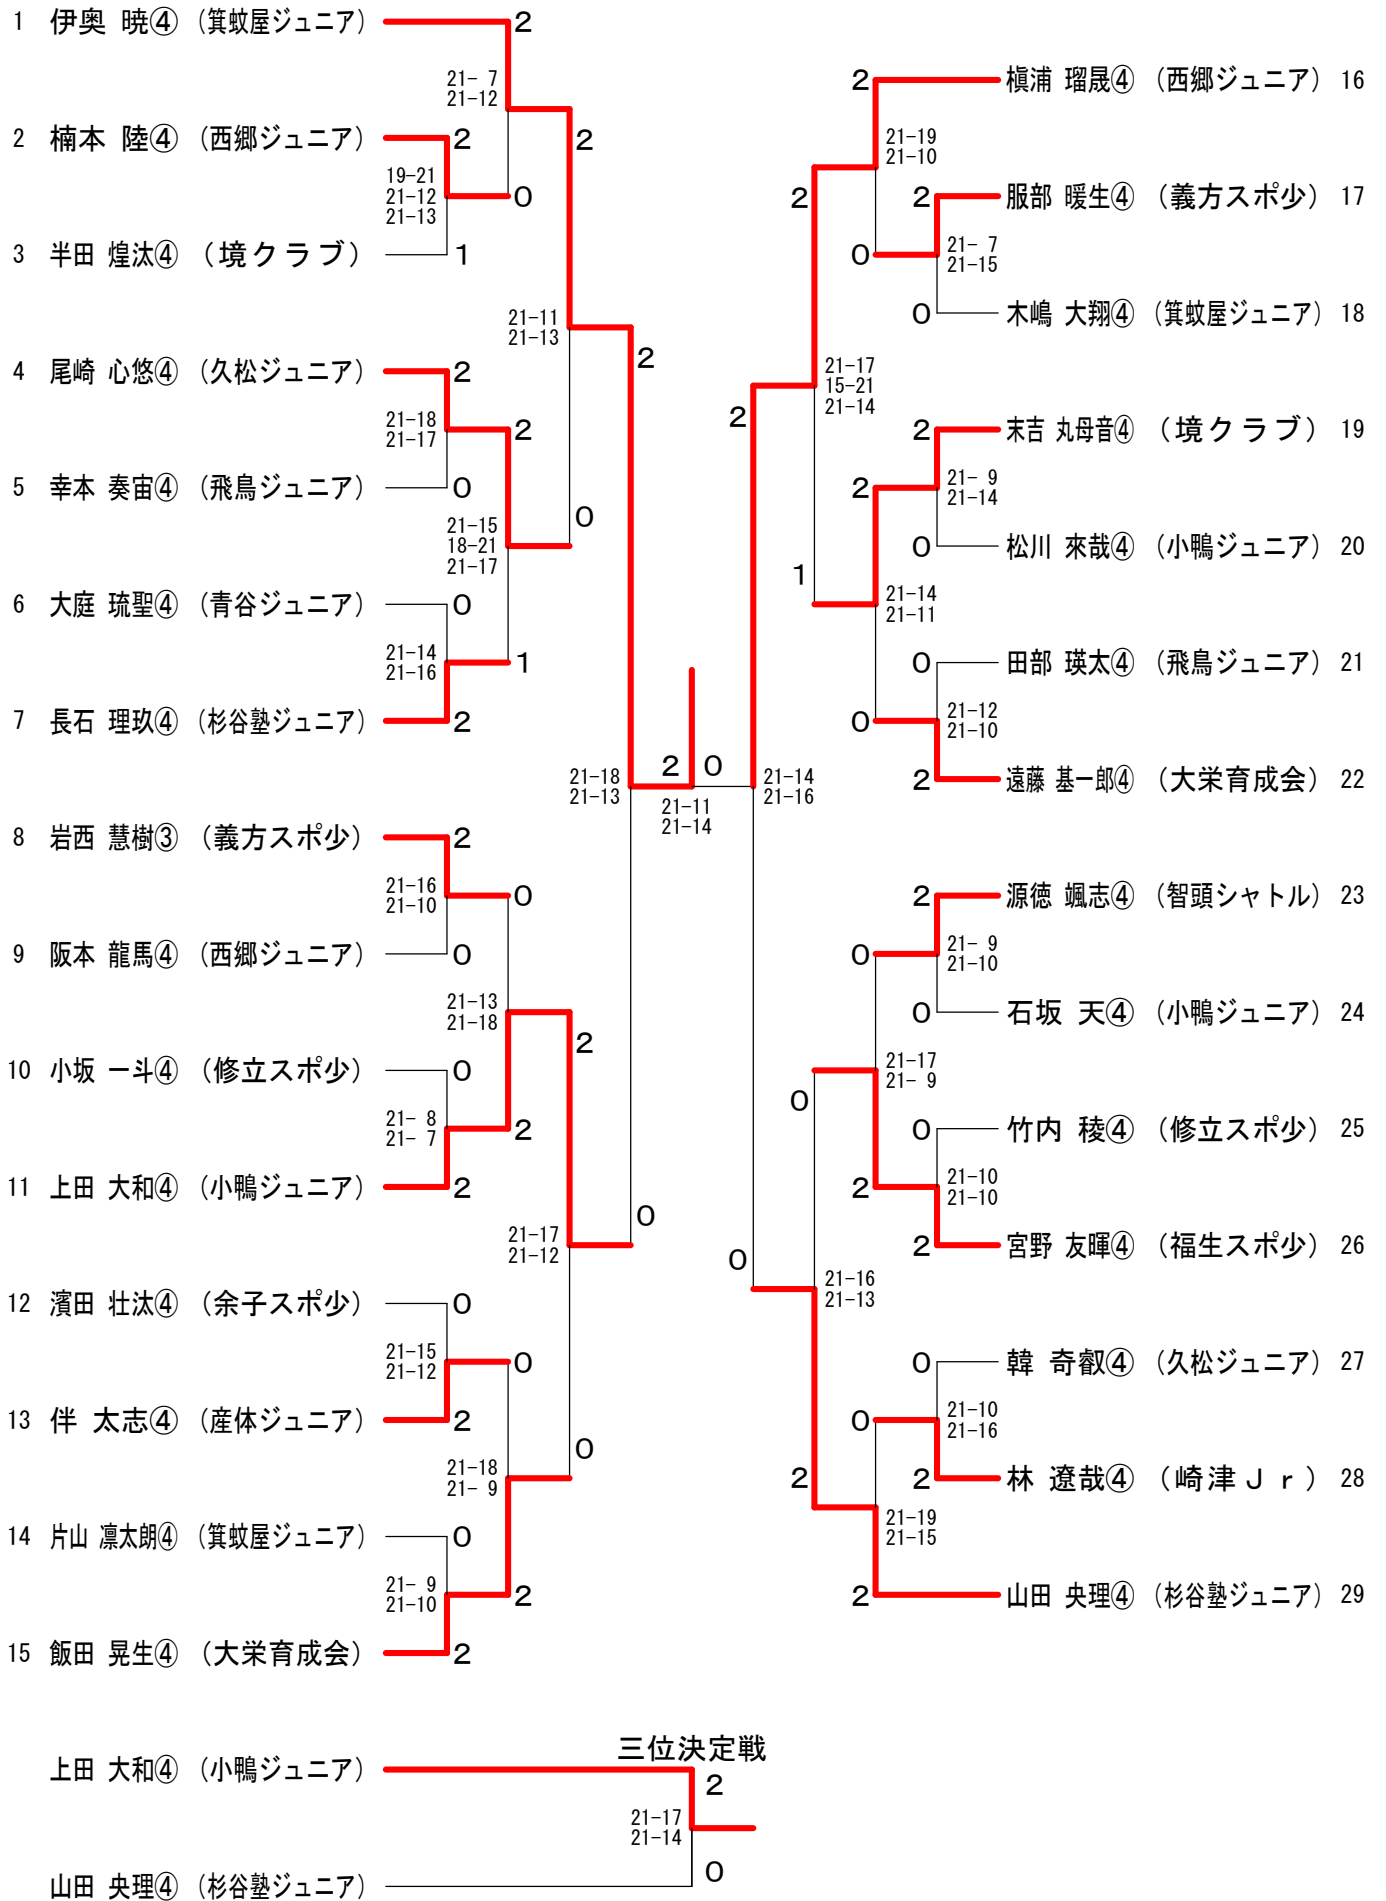 1 伊奥 暁④ (箕蚊屋ジュニア) 2
21- 7
21-12
2 楠本 陸④ (西郷ジュニア) 2
2
19-21
21-12
21-13
0
3 半田 煌汰④ (境クラブ) 1
21-11
21-13
2
4 尾崎 心悠④ (久松ジュニア) 2
21-18
21-17
2
5 幸本 奏宙④ (飛鳥ジュニア) 0
21-15
18-21
21-17
0
6 大庭 琉聖④ (青谷ジュニア) 0
21-14
21-16
1
7 長石 理玖④ (杉谷塾ジュニア) 2
21-18
21-13
2 0
21-11
21-14
8 岩西 慧樹③ (義方スポ少) 2
21-16
21-10
0
9 阪本 龍馬④ (西郷ジュニア) 0
21-13
21-18
2
10 小坂 一斗④ (修立スポ少) 0
21- 8
21- 7
2
11 上田 大和④ (小鴨ジュニア) 2
21-17
21-12
0
12 濱田 壮汰④ (余子スポ少) 0
21-15
21-12
0
13 伴 太志④ (産体ジュニア) 2
21-18
21- 9
0
14 片山 凛太朗④ (箕蚊屋ジュニア) 0
21- 9
21-10
2
15 飯田 晃生④ (大栄育成会) 2
2 槇浦 瑠晟④ (西郷ジュニア) 16
21-19
21-10
2
2 服部 暖生④ (義方スポ少) 17
0
21- 7
21-15
0 木嶋 大翔④ (箕蚊屋ジュニア) 18
21-17
15-21
21-14
2
2 末吉 丸母音④ (境クラブ) 19
2
21- 9
21-14
0 松川 來哉④ (小鴨ジュニア) 20
1
21-14
21-11
0 田部 瑛太④ (飛鳥ジュニア) 21
0
21-12
21-10
2 遠藤 基一郎④ (大栄育成会) 22
21-14
21-16
2 源徳 颯志④ (智頭シャトル) 23
0
21- 9
21-10
0 石坂 天④ (小鴨ジュニア) 24
21-17
21- 9
0
0 竹内 稜④ (修立スポ少) 25
2
21-10
21-10
2 宮野 友暉④ (福生スポ少) 26
0
21-16
21-13
0 韓 奇叡④ (久松ジュニア) 27
0
21-10
21-16
2
2 林 遼哉④ (崎津Jr) 28
21-19
21-15
2 山田 央理④ (杉谷塾ジュニア) 29
三位決定戦
上田 大和④ (小鴨ジュニア) 2
21-17
21-14
山田 央理④ (杉谷塾ジュニア) 0